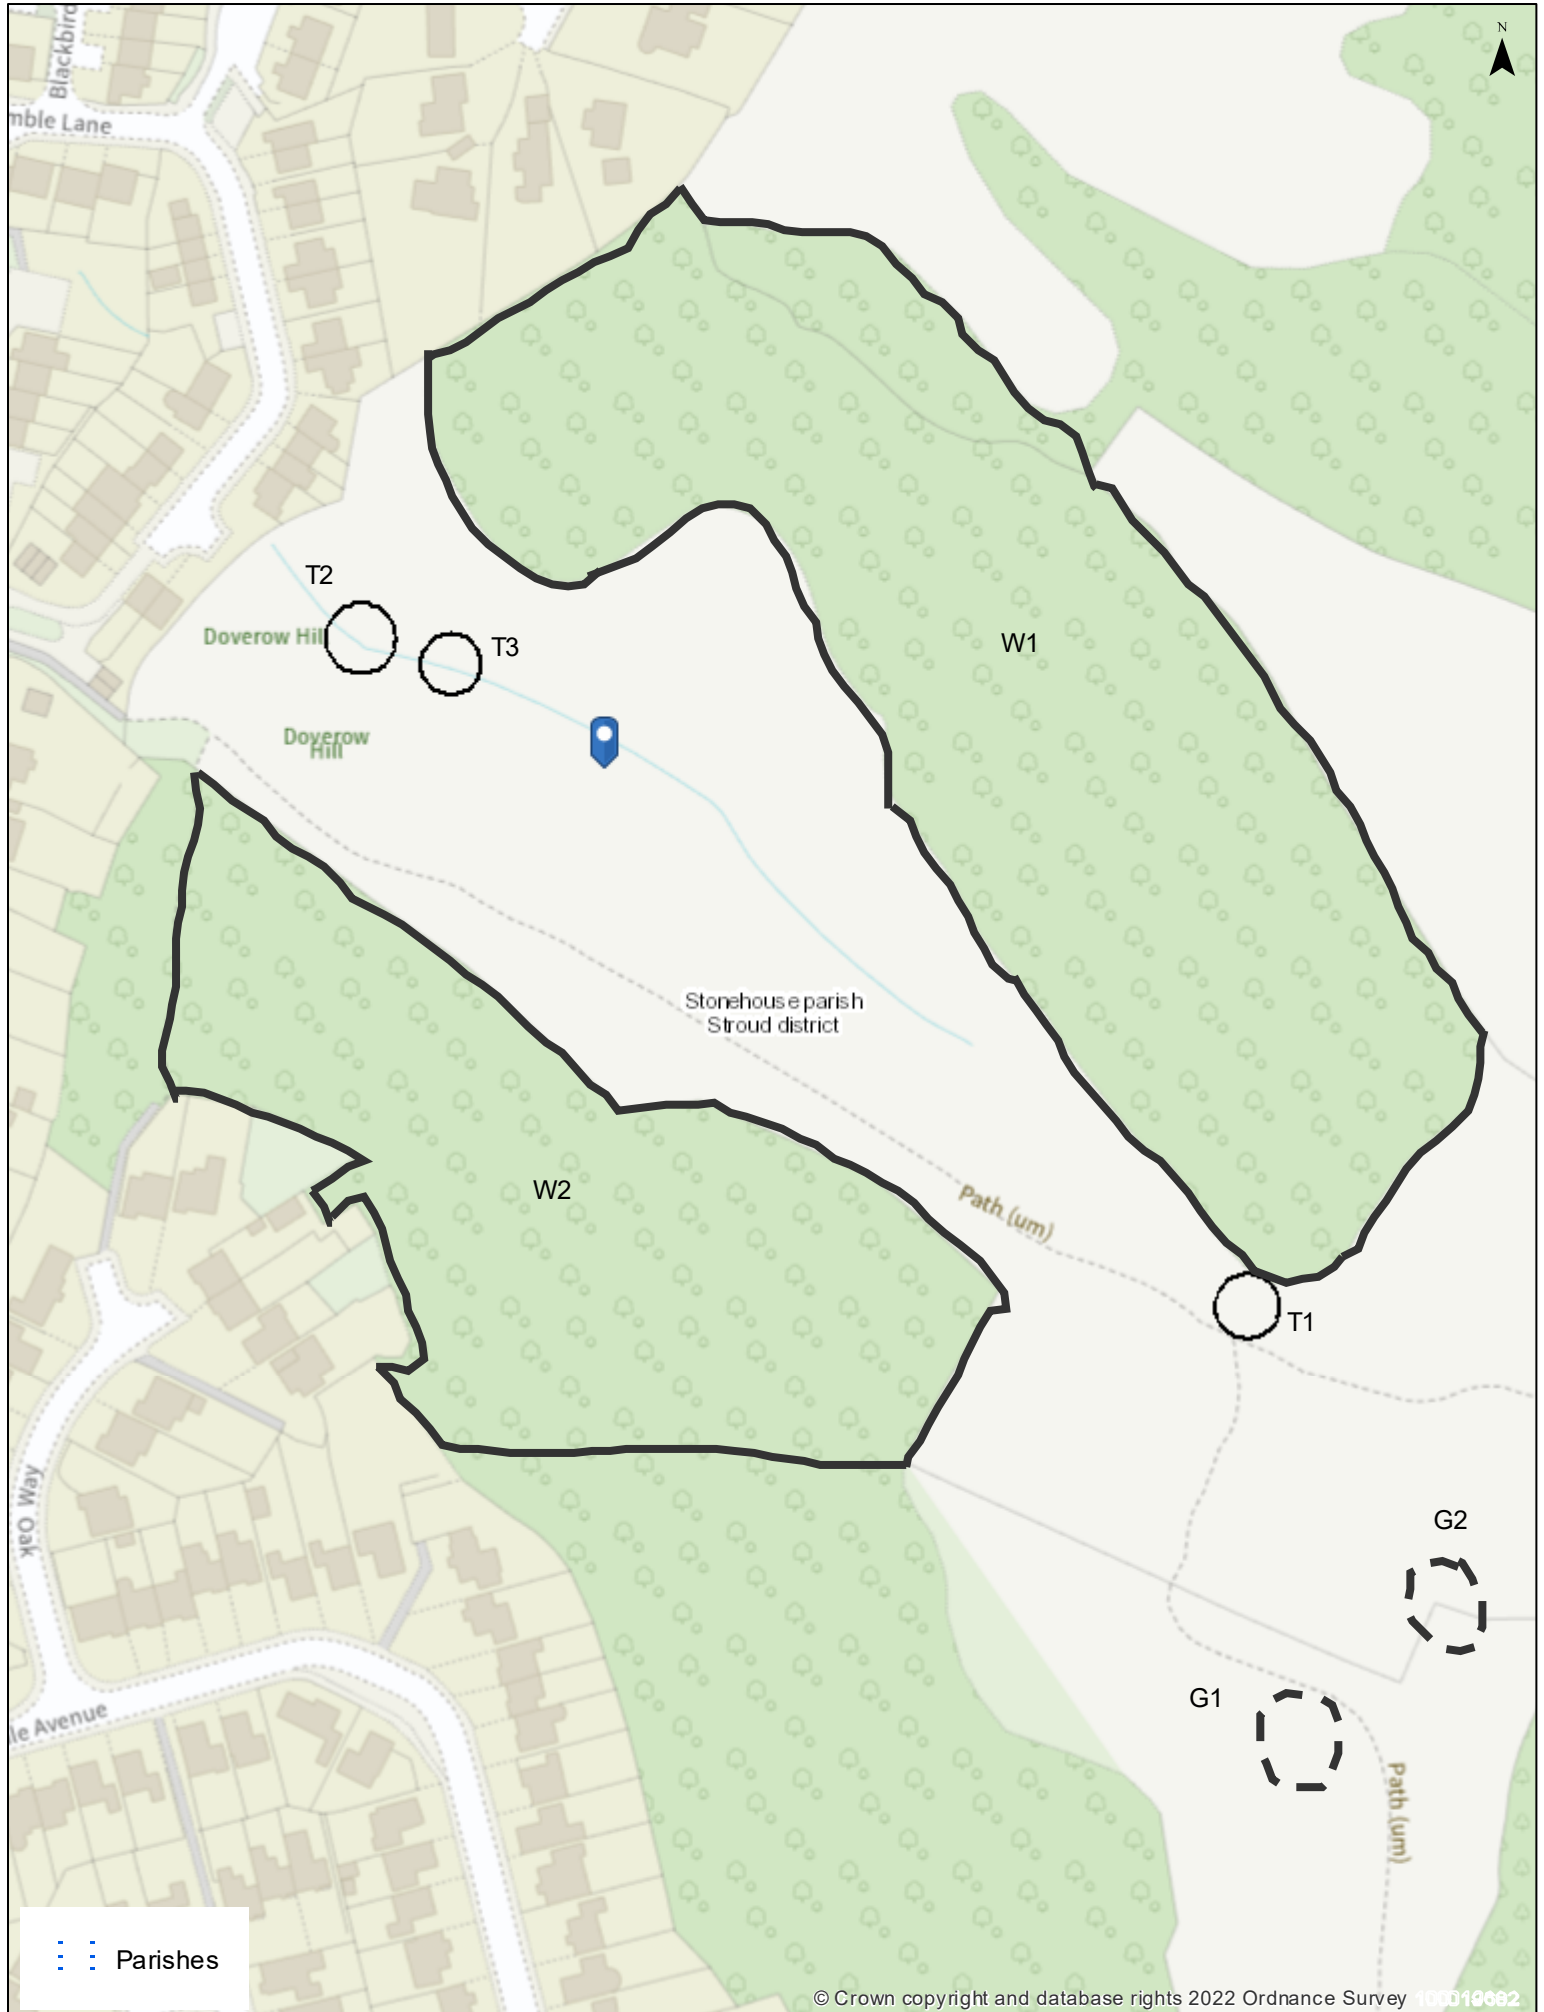 N
Blackbird
mble Lane
T2
Doverow Hill
T3
W1
Doverow
Hill
Stonehouse parish
Stroud district
W2
Path (um)
T1
Oak Way
G2
G1
le Avenue
Path (um)
Parishes
© Crown copyright and database rights 2022 Ordnance Survey